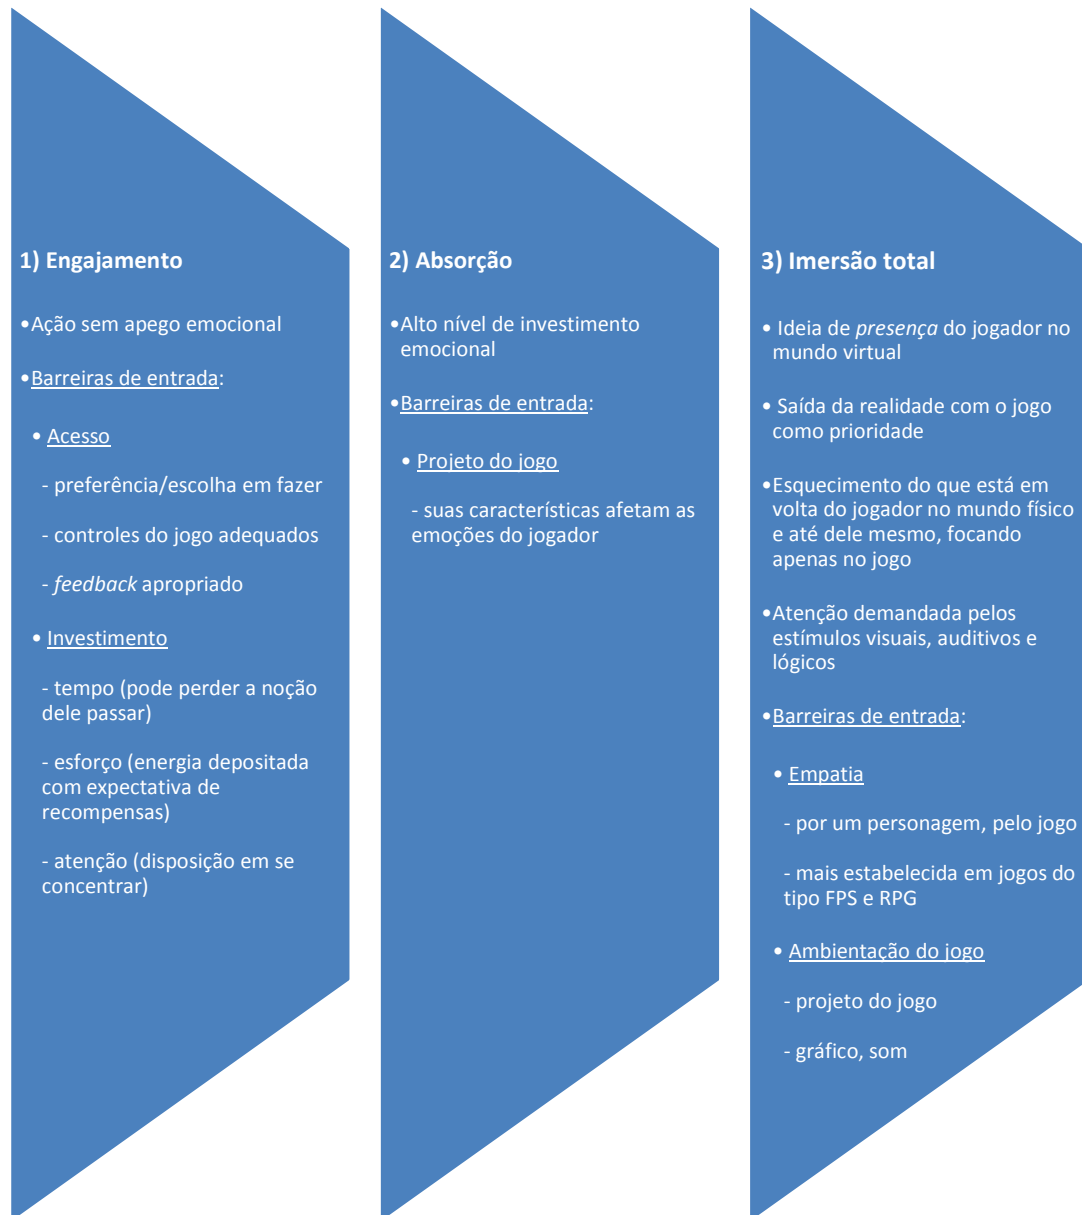 1) Engajamento
•Ação sem apego emocional
•Barreiras de entrada:
• Acesso
- preferência/escolha em fazer
- controles do jogo adequados
- feedback apropriado
• Investimento
- tempo (pode perder a noção
dele passar)
- esforço (energia depositada
com expectativa de
recompensas)
- atenção (disposição em se
concentrar)
2) Absorção
•Alto nível de investimento
emocional
•Barreiras de entrada:
• Projeto do jogo
- suas características afetam as
emoções do jogador
3) Imersão total
• Ideia de presença do jogador no
mundo virtual
• Saída da realidade com o jogo
como prioridade
•Esquecimento do que está em
volta do jogador no mundo físico
e até dele mesmo, focando
apenas no jogo
•Atenção demandada pelos
estímulos visuais, auditivos e
lógicos
•Barreiras de entrada:
• Empatia
- por um personagem, pelo jogo
- mais estabelecida em jogos do
tipo FPS e RPG
• Ambientação do jogo
- projeto do jogo
- gráfico, som